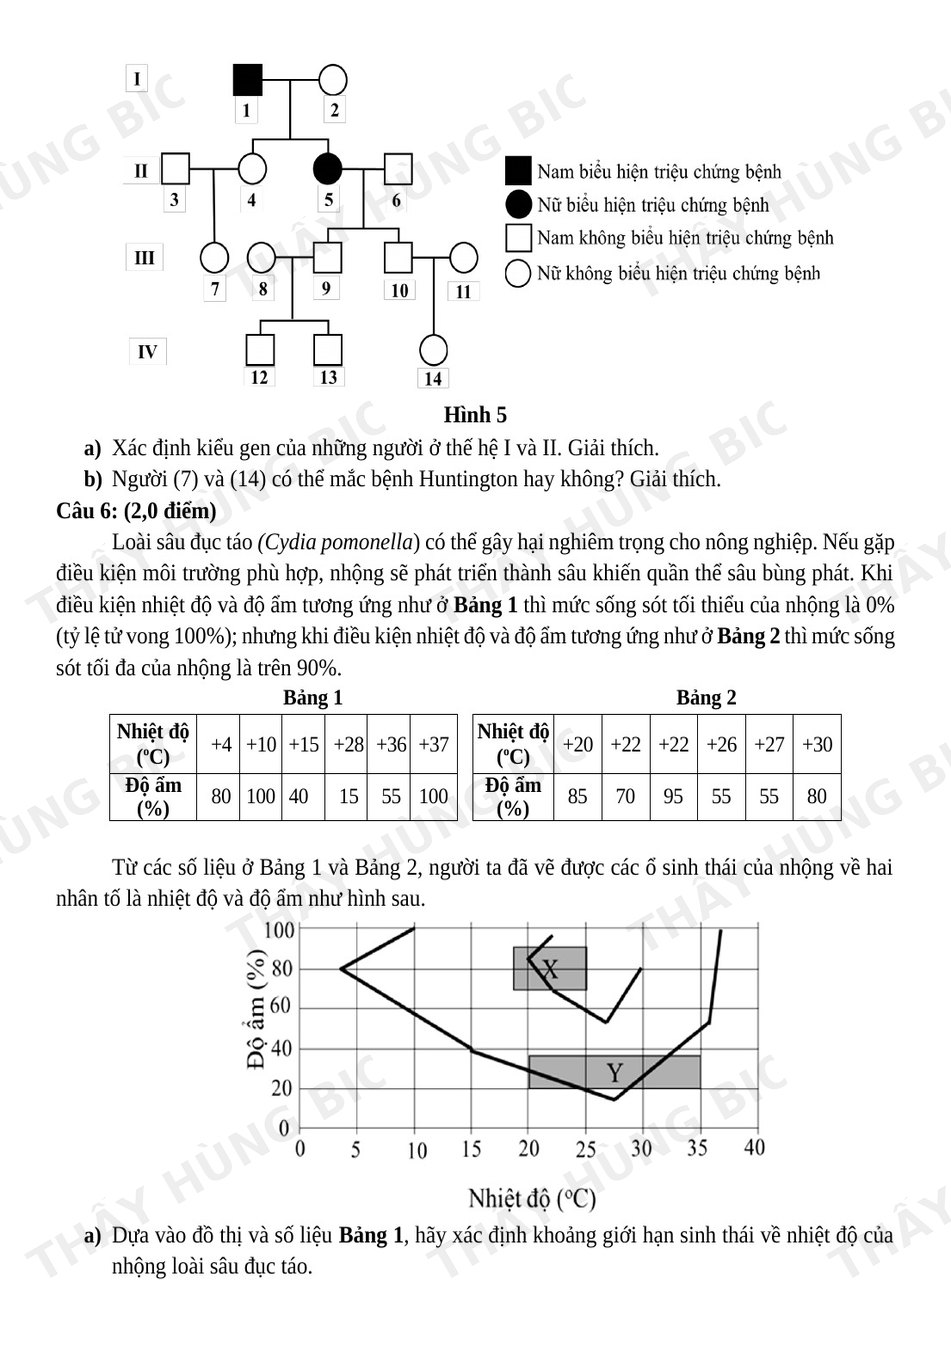 I
1 2
II
3 4 5 6
Nam biểu hiện triệu chứng bệnh
Nữ biểu hiện triệu chứng bệnh
Nam không biểu hiện triệu chứng bệnh
Nữ không biểu hiện triệu chứng bệnh
III
7 8 9 10 11
IV
12 13 14
Hình 5
a) Xác định kiểu gen của những người ở thế hệ I và II. Giải thích.
b) Người (7) và (14) có thể mắc bệnh Huntington hay không? Giải thích.
Câu 6: (2,0 điểm)
Loài sâu đục táo (Cydia pomonella) có thể gây hại nghiêm trọng cho nông nghiệp. Nếu gặp
điều kiện môi trường phù hợp, nhộng sẽ phát triển thành sâu khiến quần thể sâu bùng phát. Khi
điều kiện nhiệt độ và độ ẩm tương ứng như ở Bảng 1 thì mức sống sót tối thiểu của nhộng là 0%
(tỷ lệ tử vong 100%); nhưng khi điều kiện nhiệt độ và độ ẩm tương ứng như ở Bảng 2 thì mức sống
sót tối đa của nhộng là trên 90%.
Bảng 1 Bảng 2
Nhiệt độ (ºC) +4 +10 +15 +28 +36 +37
Độ ẩm (%) 80 100 40 15 55 100
Nhiệt độ (ºC) +20 +22 +22 +26 +27 +30
Độ ẩm (%) 85 70 95 55 55 80
Từ các số liệu ở Bảng 1 và Bảng 2, người ta đã vẽ được các ổ sinh thái của nhộng về hai
nhân tố là nhiệt độ và độ ẩm như hình sau.
Độ ẩm (%)
100
80
60
40
20
0
X
Y
0 5 10 15 20 25 30 35 40
Nhiệt độ (ºC)
a) Dựa vào đồ thị và số liệu Bảng 1, hãy xác định khoảng giới hạn sinh thái về nhiệt độ của
nhộng loài sâu đục táo.
THẦY HÙNG BIC